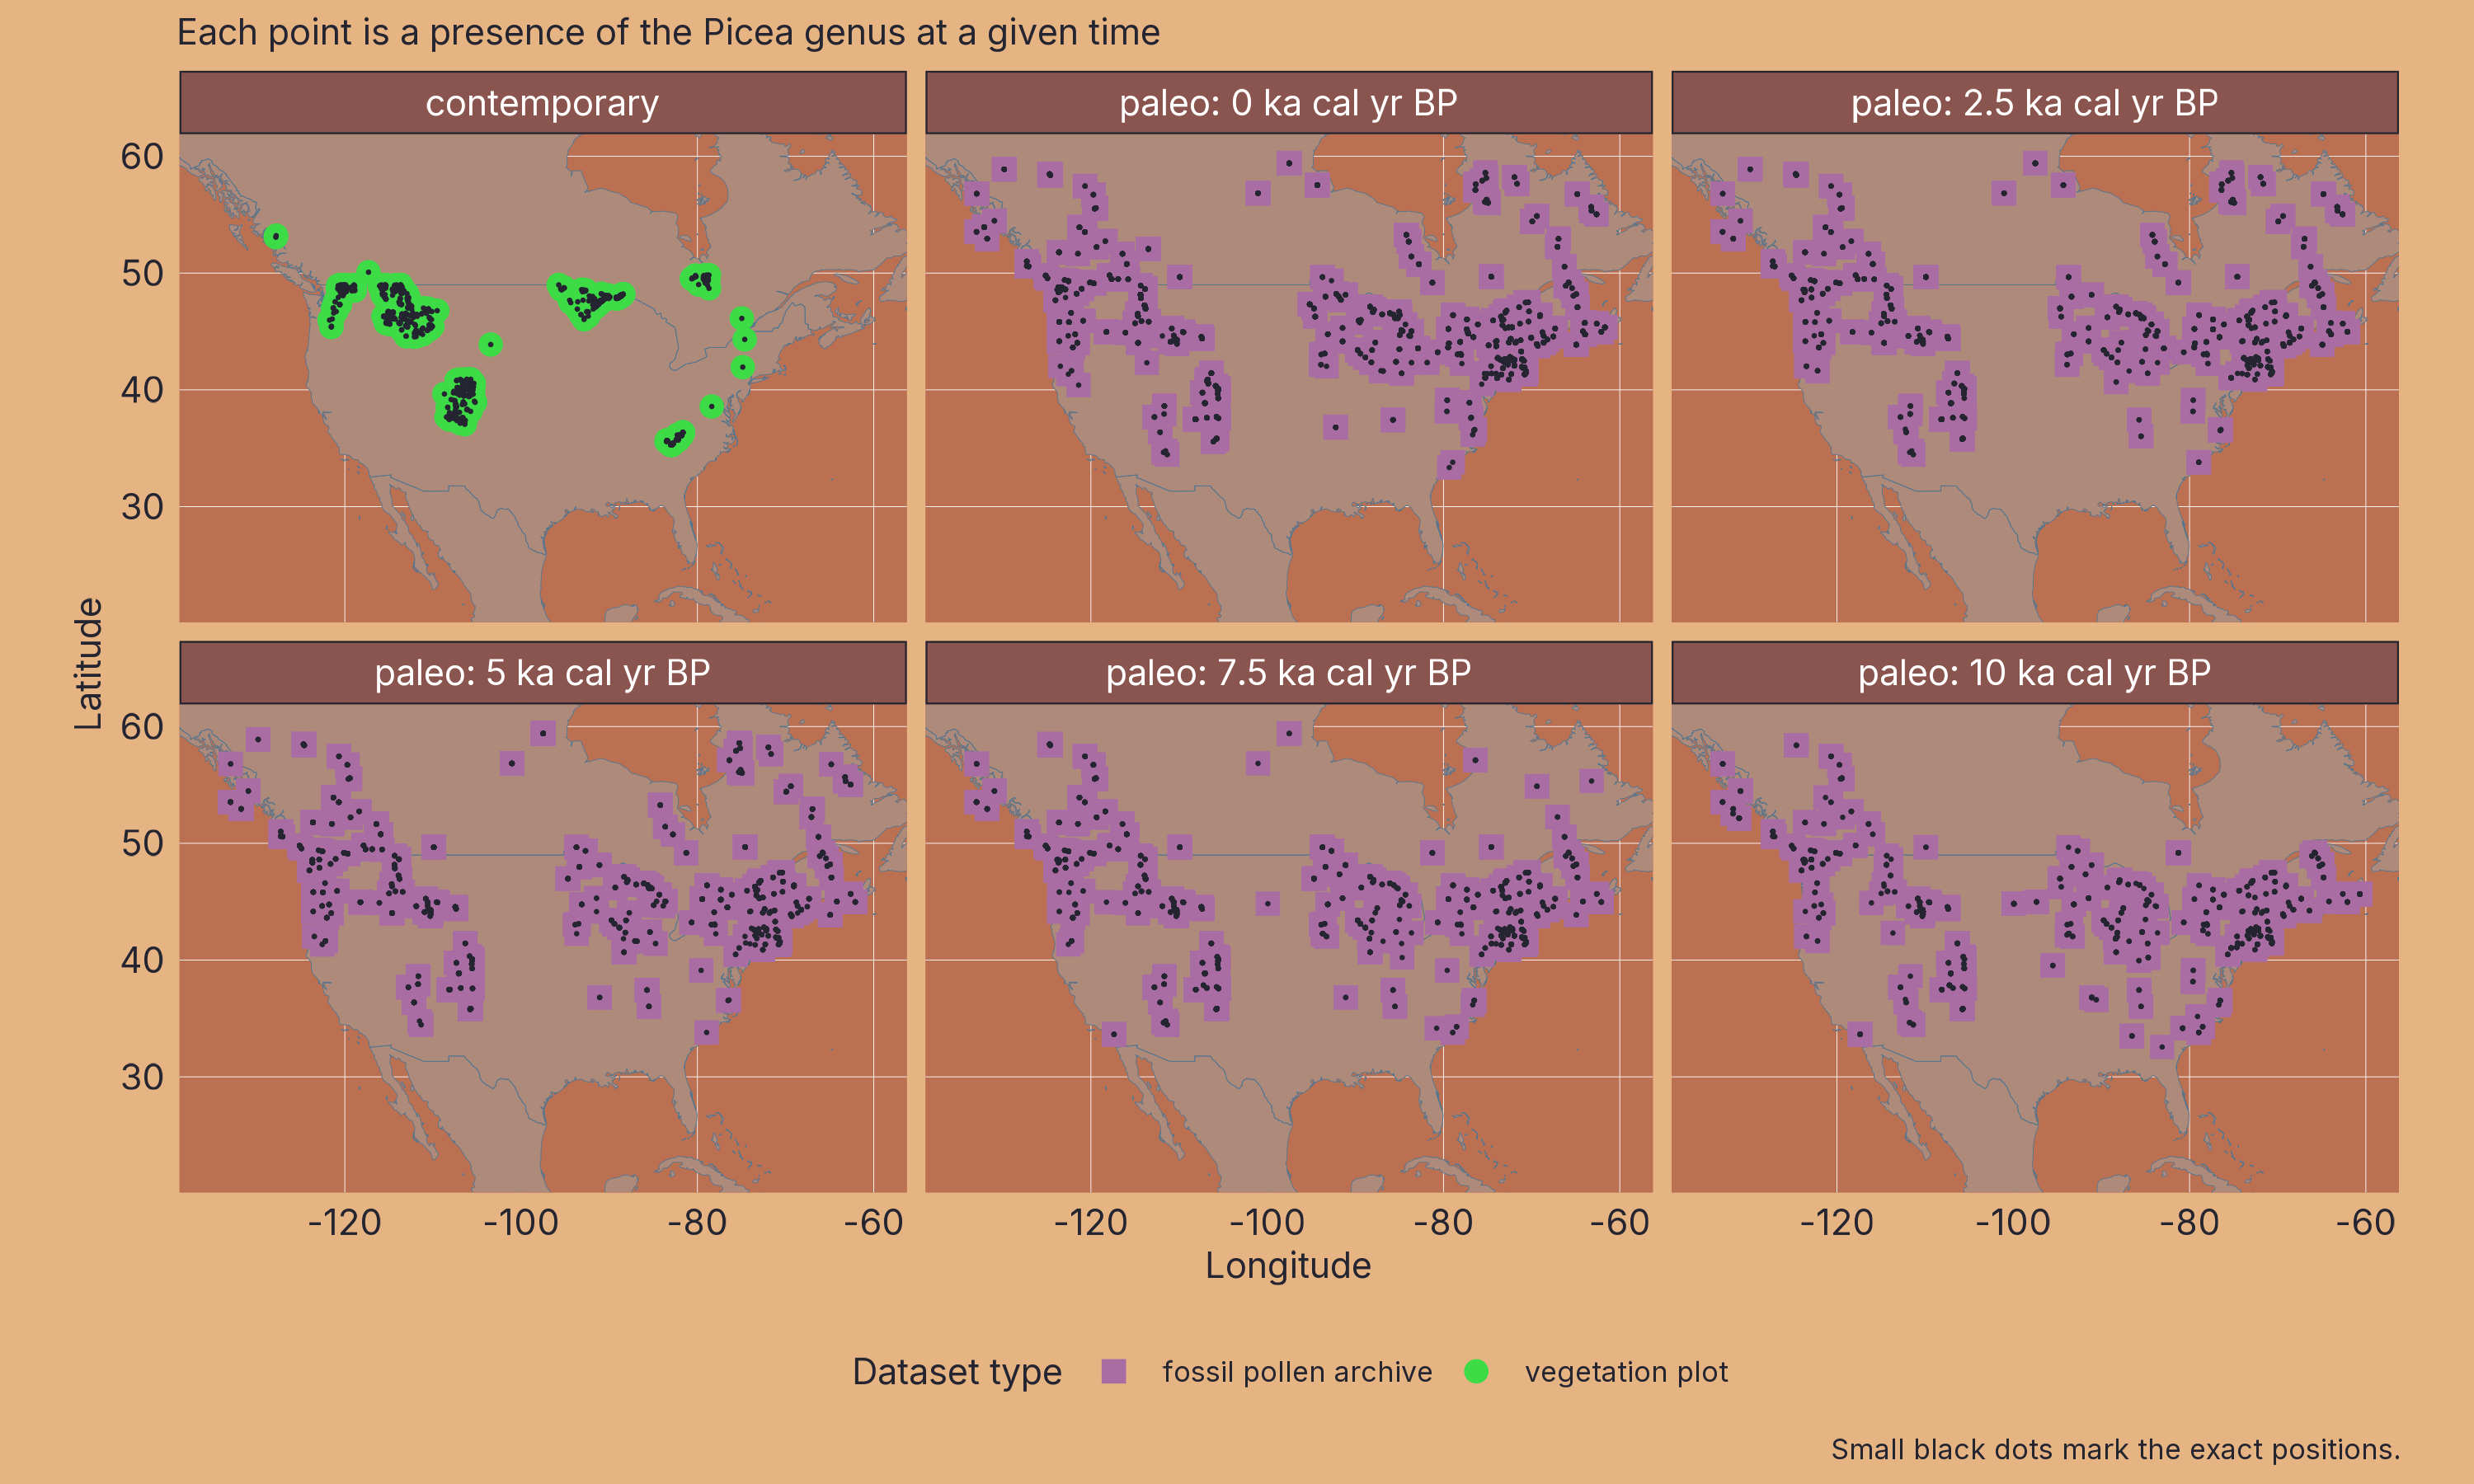 Each point is a presence of the Picea genus at a given time
contemporary
paleo: 0 ka cal yr BP
paleo: 2.5 ka cal yr BP
60
50
40
30
Latitude
paleo: 5 ka cal yr BP
paleo: 7.5 ka cal yr BP
paleo: 10 ka cal yr BP
60
50
40
30
-120 -100 -80 -60
-120 -100 -80 -60
-120 -100 -80 -60
Longitude
Dataset type fossil pollen archive vegetation plot
Small black dots mark the exact positions.